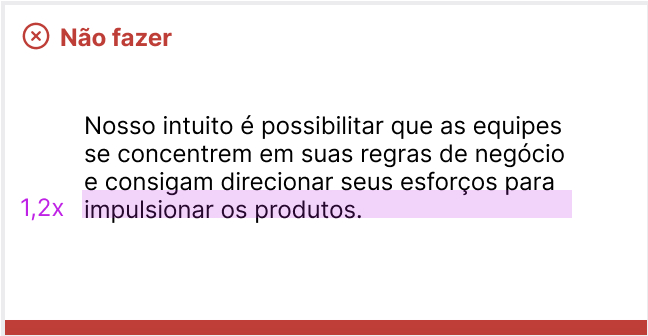 Não fazer
Nosso intuito é possibilitar que as equipes
se concentrem em suas regras de negócio
e consigam direcionar seus esforços para
1,2x impulsionar os produtos.